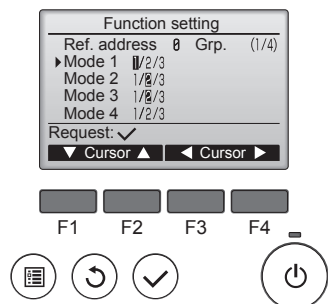 Function setting
Ref. address 0 Grp. (1/4)
▶Mode 1 1/2/3
Mode 2 1/2/3
Mode 3 1/2/3
Mode 4 1/2/3
Request: ✓
▼ Cursor ▲ ◀ Cursor ▶
F1 F2 F3 F4